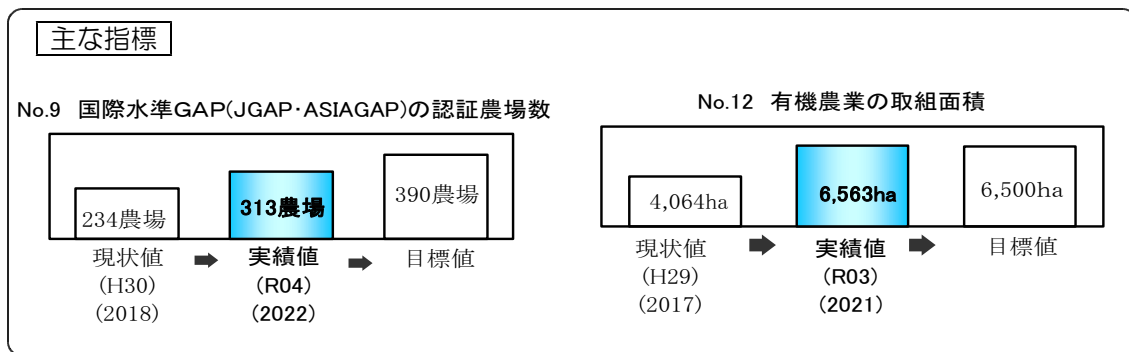 主な指標
No.9 国際水準GAP(JGAP・ASIAGAP)の認証農場数
234農場
313農場
390農場
現状値
(H30)
(2018)
実績値
(R04)
(2022)
目標値
No.12 有機農業の取組面積
4,064ha
6,563ha
6,500ha
現状値
(H29)
(2017)
実績値
(R03)
(2021)
目標値